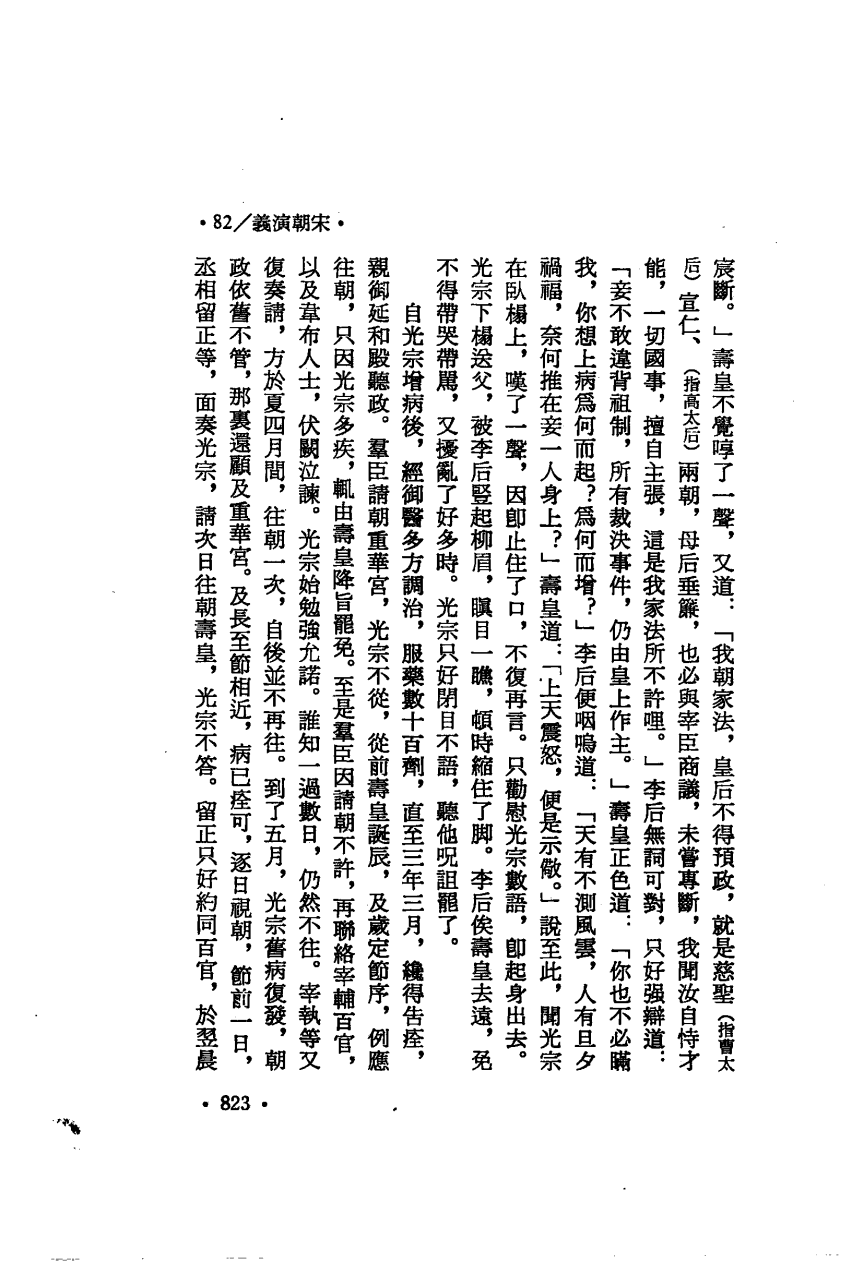 •82／義演朝宋•
宸斷。」壽皇不覺哼了一聲，又道：「我朝家法，皇后不得預政，就是慈聖（指曹太
后）宣仁、（指高太后）兩朝，母后垂簾，也必與宰臣商議，未嘗專斷，我聞汝自恃才
能，一切國事，擅自主張，這是我家法所不許哩。」李后無詞可對，只好强辯道：
「妾不敢違背祖制，所有裁決事件，仍由皇上作主。」壽皇正色道：「你也不必瞞
我，你想上病爲何而起？爲何而增？」李后便咽嗚道：「天有不測風雲，人有旦夕
禍福，奈何推在妾一人身上？」壽皇道：「上天震怒，便是示儆。」說至此，聞光宗
在臥榻上，嘆了一聲，因卽止住了口，不復再言。只勸慰光宗數語，卽起身出去。
光宗下榻送父，被李后豎起柳眉，瞋目一瞧，頓時縮住了脚。李后俟壽皇去遠，免
不得帶哭帶駡，又擾亂了好多時。光宗只好閉目不語，聽他呪詛罷了。
自光宗增病後，經御醫多方調治，服藥數十百劑，直至三年三月，纔得告痊，
親御延和殿聽政。羣臣請朝重華宮，光宗不從，從前壽皇誕辰，及歲定節序，例應
往朝，只因光宗多疾，輒由壽皇降旨罷免。至是羣臣因請朝不許，再聯絡宰輔百官，
以及韋布人士，伏闕泣諫。光宗始勉強允諾。誰知一過數日，仍然不往。宰執等又
復奏請，方於夏四月間，往朝一次，自後並不再往。到了五月，光宗舊病復發，朝
政依舊不管，那裏還顧及重華宮。及長至節相近，病已痊可，逐日視朝，節前一日，
丞相留正等，面奏光宗，請次日往朝壽皇，光宗不答。留正只好約同百官，於翌晨
•823•